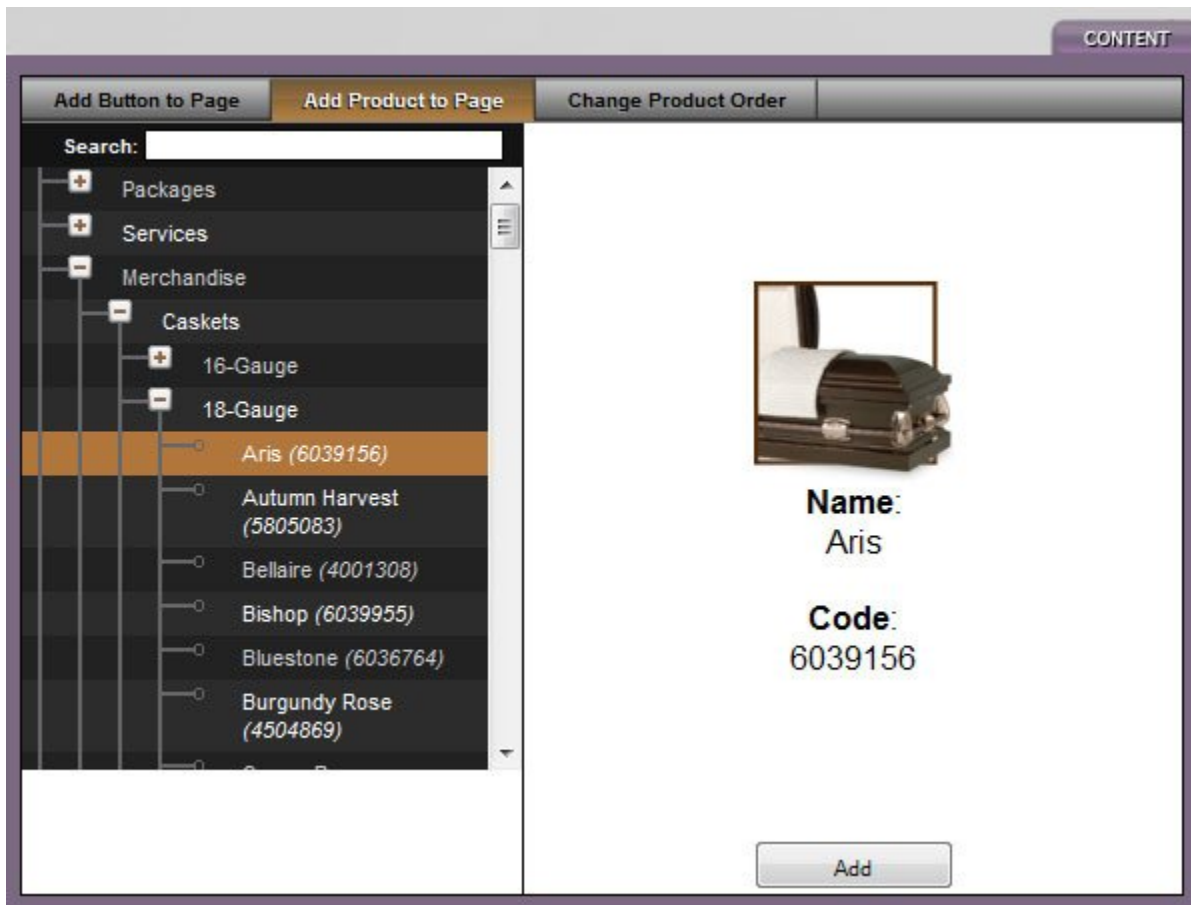 CONTENT
Add Button to Page
Add Product to Page
Change Product Order
Search:
Packages
Services
Merchandise
Caskets
16-Gauge
18-Gauge
Aris (6039156)
Autumn Harvest
(5805083)
Bellaire (4001308)
Bishop (6039955)
Bluestone (6036764)
Burgundy Rose
(4504869)
Name:
Aris
Code:
6039156
Add